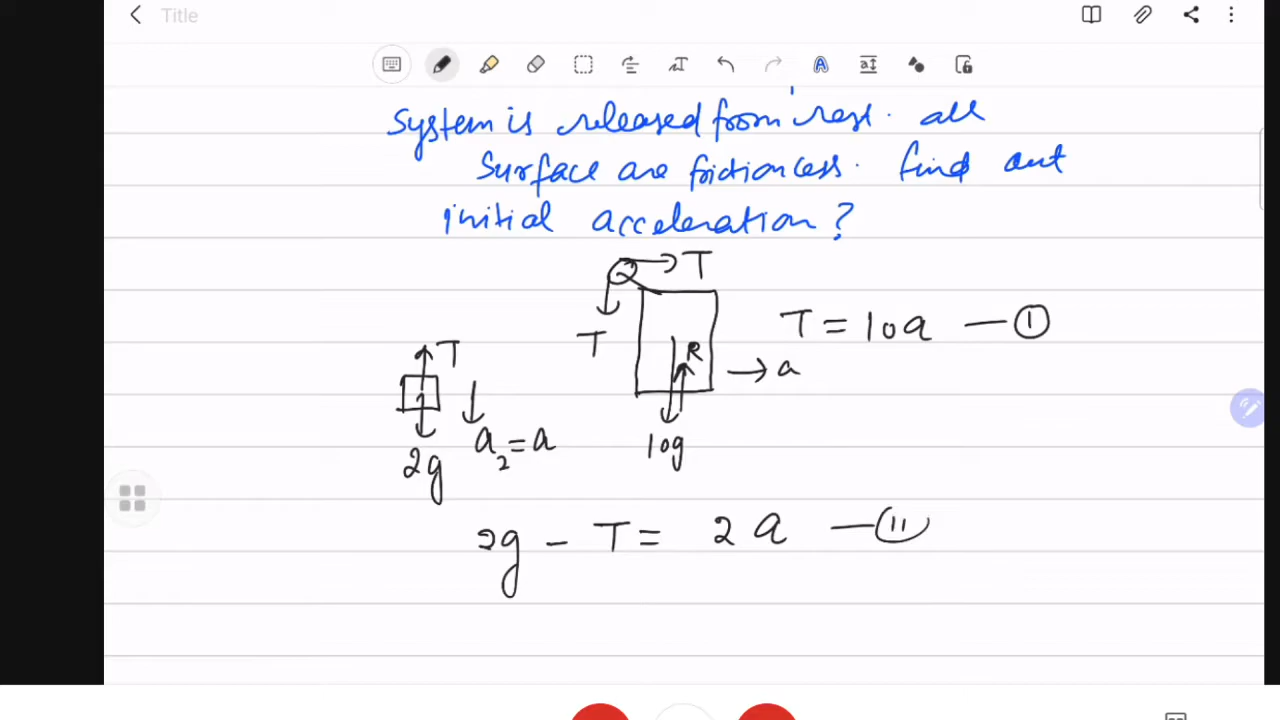 Title
System is released from rest. all
surface are frictionless. find out
initial acceleration?
T
T
T = 10a — ①
T
R
→ a
a₂ = a
10g
2g
2g – T = 2a — ⑪